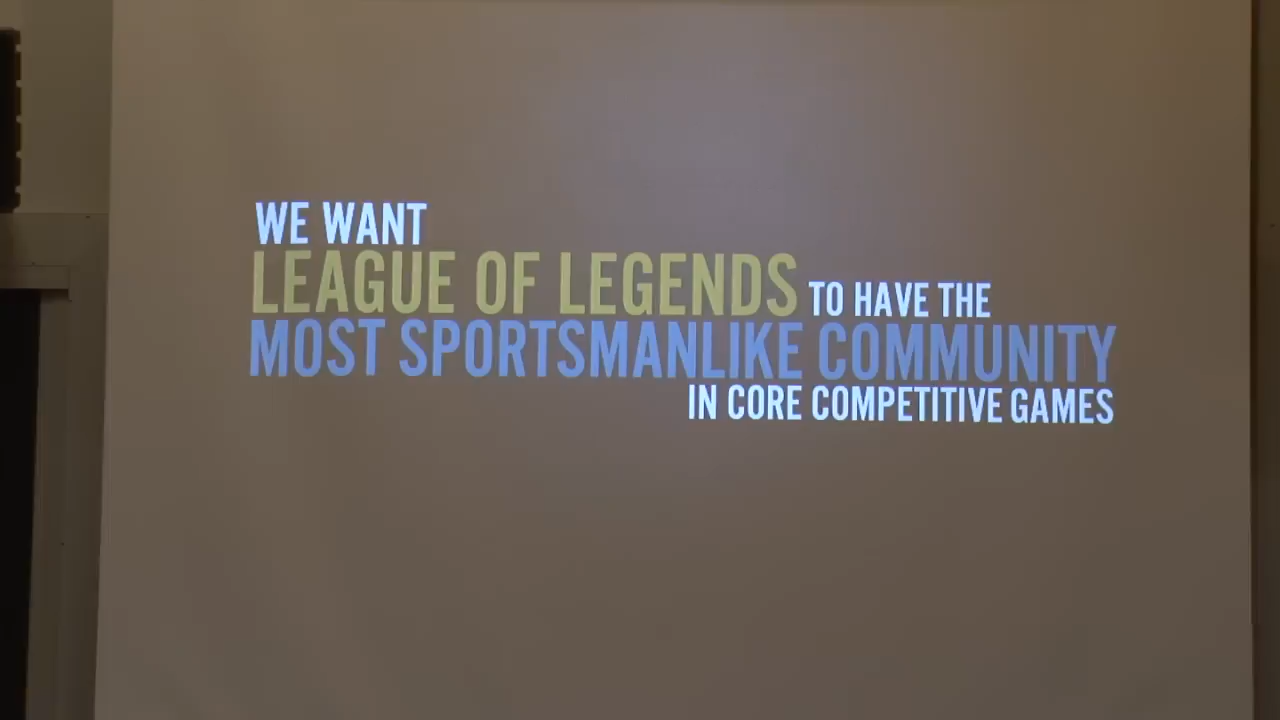 WE WANT
LEAGUE OF LEGENDS TO HAVE THE
MOST SPORTSMANLIKE COMMUNITY
IN CORE COMPETITIVE GAMES